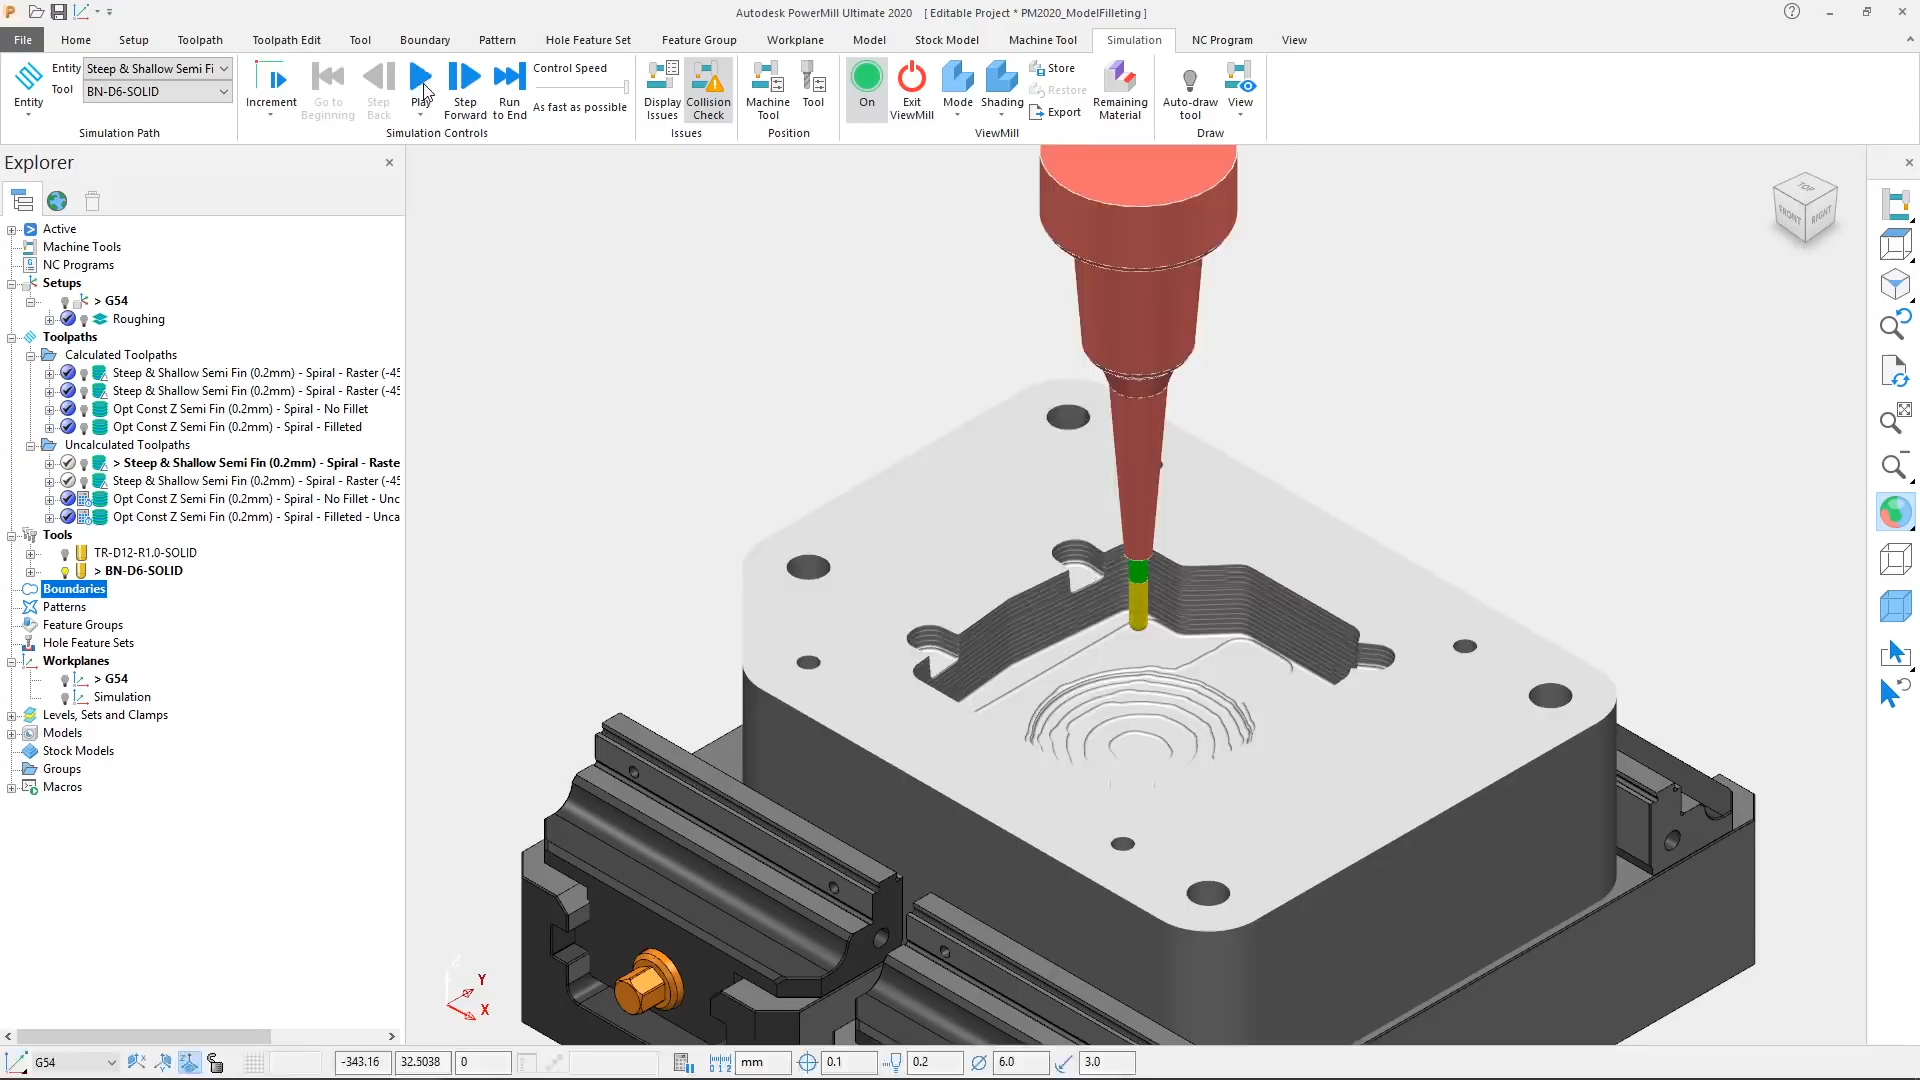 Autodesk PowerMill Ultimate 2020 [ Editable Project * PM2020_ModelFilleting ]
File Home Setup Toolpath Toolpath Edit Tool Boundary Pattern Hole Feature Set Feature Group Workplane Model Stock Model Machine Tool Simulation NC Program View
Entity
Entity Steep & Shallow Semi Fi
Tool BN-D6-SOLID
Simulation Path
Increment
Go to Beginning
Step Back
Play
Step Forward
Run to End
Control Speed
As fast as possible
Simulation Controls
Display Issues
Collision Check
Issues
Machine Tool
Tool
Position
On
Exit ViewMill
Mode
Shading
Store
Restore
Export
Remaining Material
ViewMill
Auto-draw tool
View
Draw
Explorer
Active
Machine Tools
NC Programs
Setups
> G54
Roughing
Toolpaths
Calculated Toolpaths
Steep & Shallow Semi Fin (0.2mm) - Spiral - Raster (-45
Steep & Shallow Semi Fin (0.2mm) - Spiral - Raster (-45
Opt Const Z Semi Fin (0.2mm) - Spiral - No Fillet
Opt Const Z Semi Fin (0.2mm) - Spiral - Filleted
Uncalculated Toolpaths
> Steep & Shallow Semi Fin (0.2mm) - Spiral - Raste
Steep & Shallow Semi Fin (0.2mm) - Spiral - Raster (-45
Opt Const Z Semi Fin (0.2mm) - Spiral - No Fillet - Unc
Opt Const Z Semi Fin (0.2mm) - Spiral - Filleted - Unca
Tools
TR-D12-R1.0-SOLID
> BN-D6-SOLID
Boundaries
Patterns
Feature Groups
Hole Feature Sets
Workplanes
> G54
Simulation
Levels, Sets and Clamps
Models
Stock Models
Groups
Macros
TOP
FRONT RIGHT
Z
Y
X
G54 -343.16 32.5038 0 mm 0.1 0.2 6.0 3.0